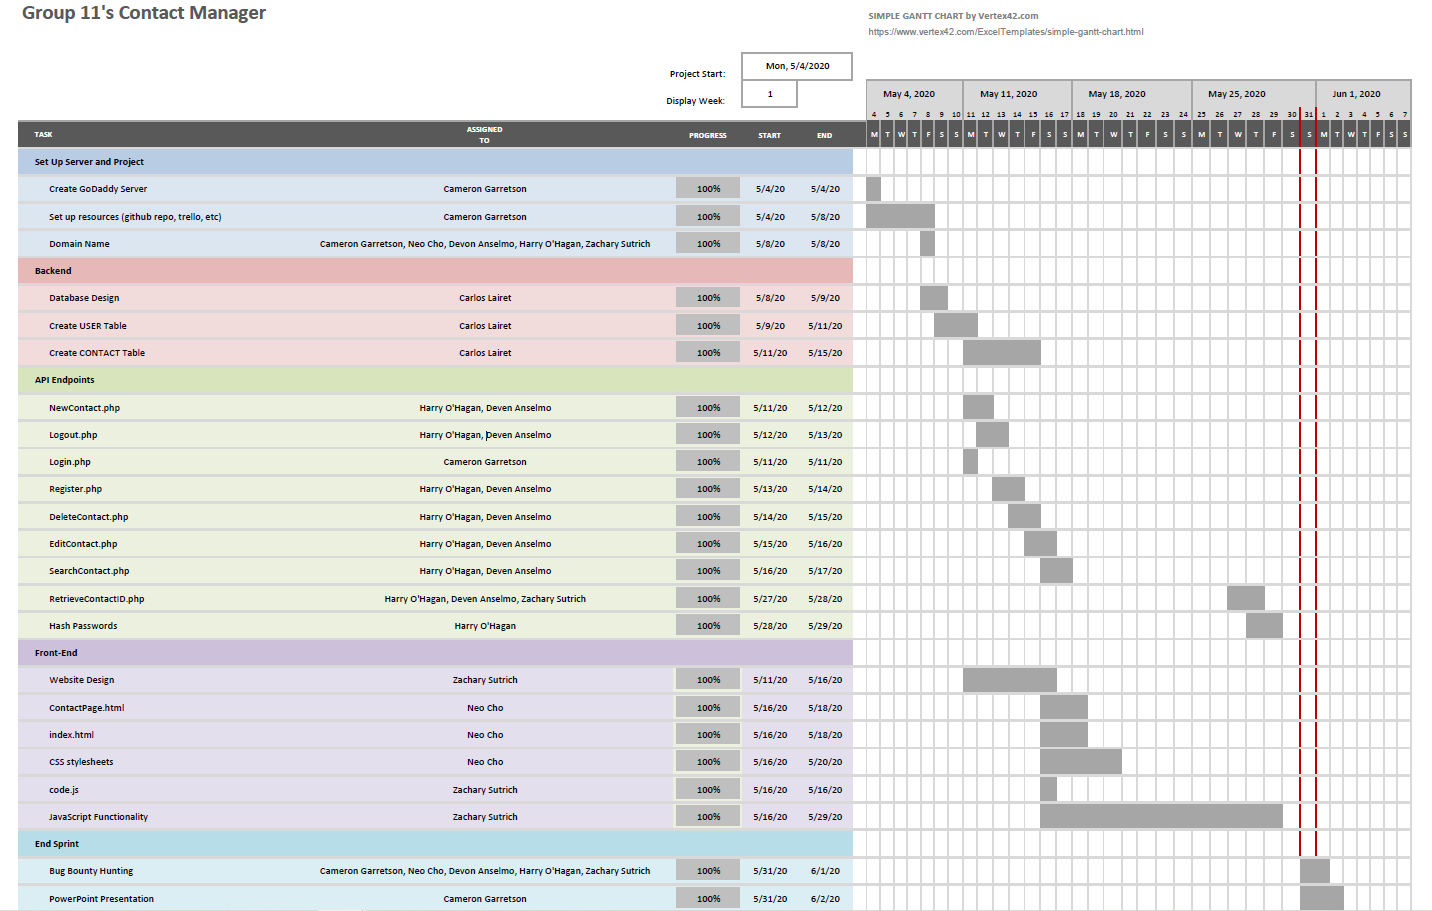 Group 11's Contact Manager
SIMPLE GANTT CHART by Vertex42.com
https://www.vertex42.com/ExcelTemplates/simple-gantt-chart.html
Project Start: Mon, 5/4/2020
Display Week: 1
May 4, 2020 May 11, 2020 May 18, 2020 May 25, 2020 Jun 1, 2020
4 5 6 7 8 9 10 11 12 13 14 15 16 17 18 19 20 21 22 23 24 25 26 27 28 29 30 31 1 2 3 4 5 6 7
TASK ASSIGNED TO PROGRESS START END M T W T F S S M T W T F S S M T W T F S S M T W T F S S M T W T F S S
Set Up Server and Project
Create GoDaddy Server Cameron Garretson 100% 5/4/20 5/4/20
Set up resources (github repo, trello, etc) Cameron Garretson 100% 5/4/20 5/8/20
Domain Name Cameron Garretson, Neo Cho, Devon Anselmo, Harry O'Hagan, Zachary Sutrich 100% 5/8/20 5/8/20
Backend
Database Design Carlos Lairet 100% 5/8/20 5/9/20
Create USER Table Carlos Lairet 100% 5/9/20 5/11/20
Create CONTACT Table Carlos Lairet 100% 5/11/20 5/15/20
API Endpoints
NewContact.php Harry O'Hagan, Deven Anselmo 100% 5/11/20 5/12/20
Logout.php Harry O'Hagan, Deven Anselmo 100% 5/12/20 5/13/20
Login.php Cameron Garretson 100% 5/11/20 5/11/20
Register.php Harry O'Hagan, Deven Anselmo 100% 5/13/20 5/14/20
DeleteContact.php Harry O'Hagan, Deven Anselmo 100% 5/14/20 5/15/20
EditContact.php Harry O'Hagan, Deven Anselmo 100% 5/15/20 5/16/20
SearchContact.php Harry O'Hagan, Deven Anselmo 100% 5/16/20 5/17/20
RetrieveContactID.php Harry O'Hagan, Deven Anselmo, Zachary Sutrich 100% 5/27/20 5/28/20
Hash Passwords Harry O'Hagan 100% 5/28/20 5/29/20
Front-End
Website Design Zachary Sutrich 100% 5/11/20 5/16/20
ContactPage.html Neo Cho 100% 5/16/20 5/18/20
index.html Neo Cho 100% 5/16/20 5/18/20
CSS stylesheets Neo Cho 100% 5/16/20 5/20/20
code.js Zachary Sutrich 100% 5/16/20 5/16/20
JavaScript Functionality Zachary Sutrich 100% 5/16/20 5/29/20
End Sprint
Bug Bounty Hunting Cameron Garretson, Neo Cho, Devon Anselmo, Harry O'Hagan, Zachary Sutrich 100% 5/31/20 6/1/20
PowerPoint Presentation Cameron Garretson 100% 5/31/20 6/2/20